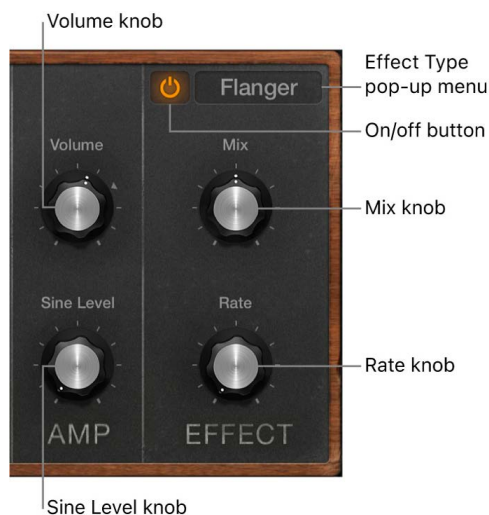 Volume knob
Effect Type
pop-up menu
Flanger
On/off button
Volume
Mix
Mix knob
Sine Level
Rate
Rate knob
AMP
EFFECT
Sine Level knob